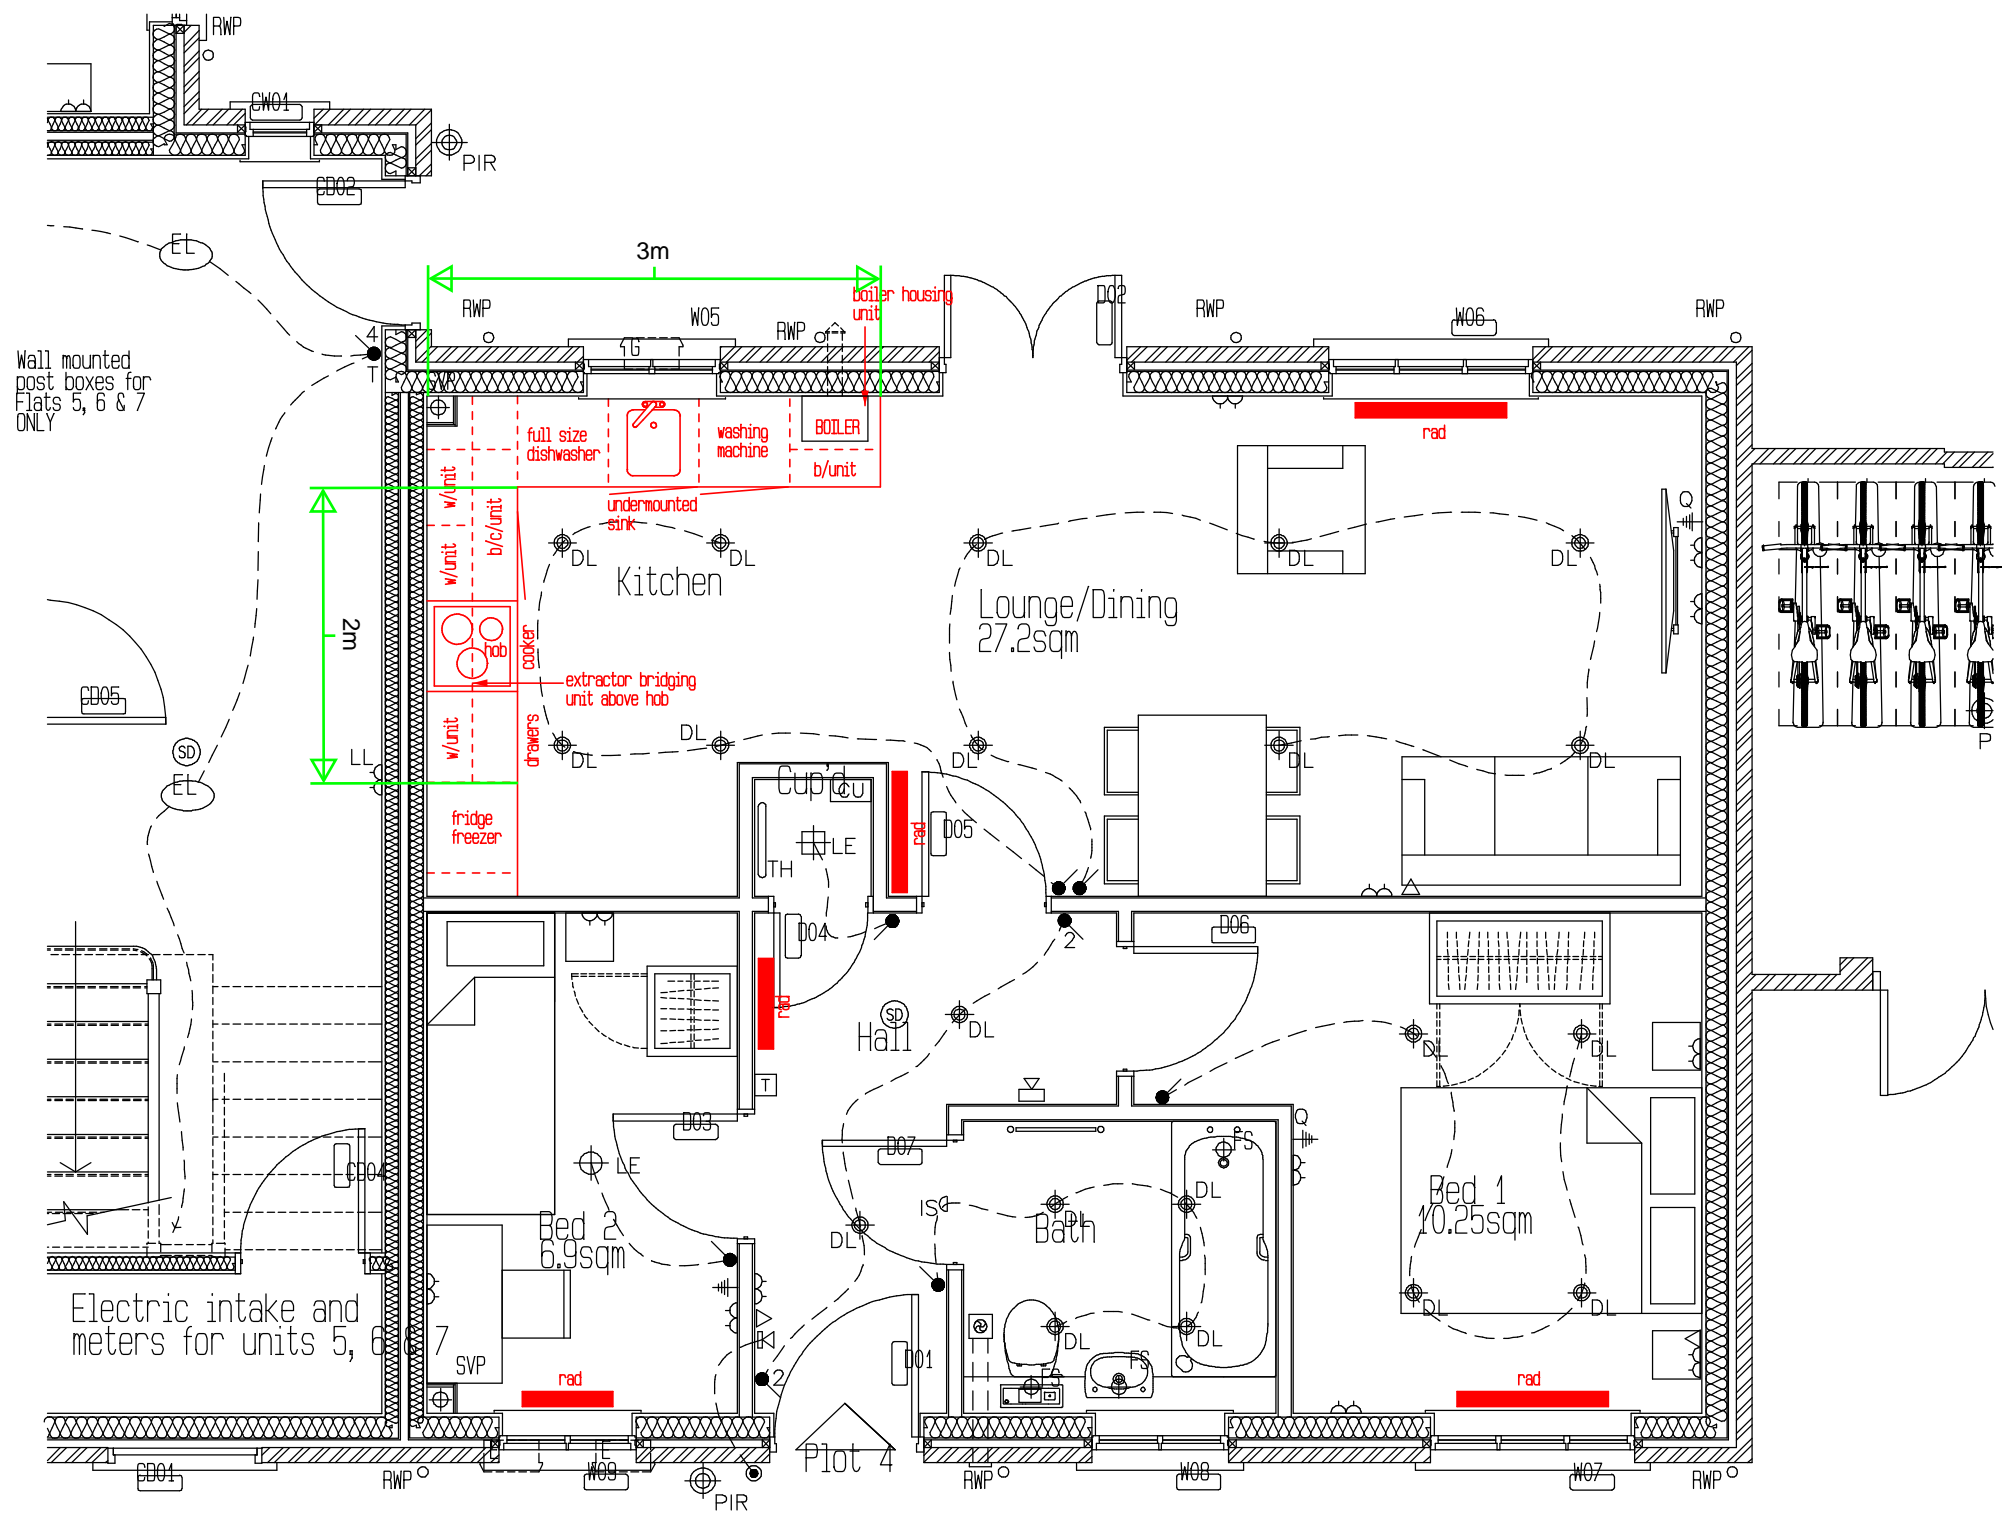 RWP
CW01
PIR
CD02
EL
3m
boiler housing
unit
D02
RWP
W05
RWP
RWP
W06
RWP
4
T
G
Wall mounted
post boxes for
Flats 5, 6 & 7
ONLY
SVP
full size
dishwasher
washing
machine
BOILER
b/unit
rad
w/unit
b/c/unit
undermounted
sink
Q
w/unit
DL
DL
DL
DL
DL
Kitchen
Lounge/Dining
27.2sqm
2m
hob
cooker
extractor bridging
unit above hob
CD05
w/unit
drawers
SD
EL
LL
DL
DL
DL
DL
DL
P
Cup'd
CU
fridge
freezer
LE
TH
rad
D05
D04
2
D06
rad
SD
Hall
DL
DL
DL
T
D03
D07
Q
FS
CD04
LE
IS
DL
DL
Bath
Bed 1
10.25sqm
Bed 2
6.9sqm
DL
Electric intake and
meters for units 5, 6 & 7
DL
DL
DL
DL
SVP
rad
2
D01
FS
FS
rad
Plot 4
CD01
RWP
E
W09
PIR
RWP
W08
W07
RWP